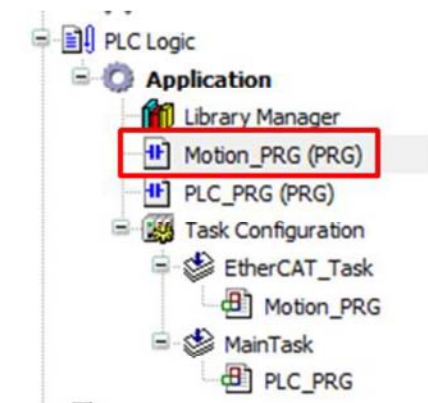 PLC Logic
Application
Library Manager
Motion_PRG (PRG)
PLC_PRG (PRG)
Task Configuration
EtherCAT_Task
Motion_PRG
MainTask
PLC_PRG